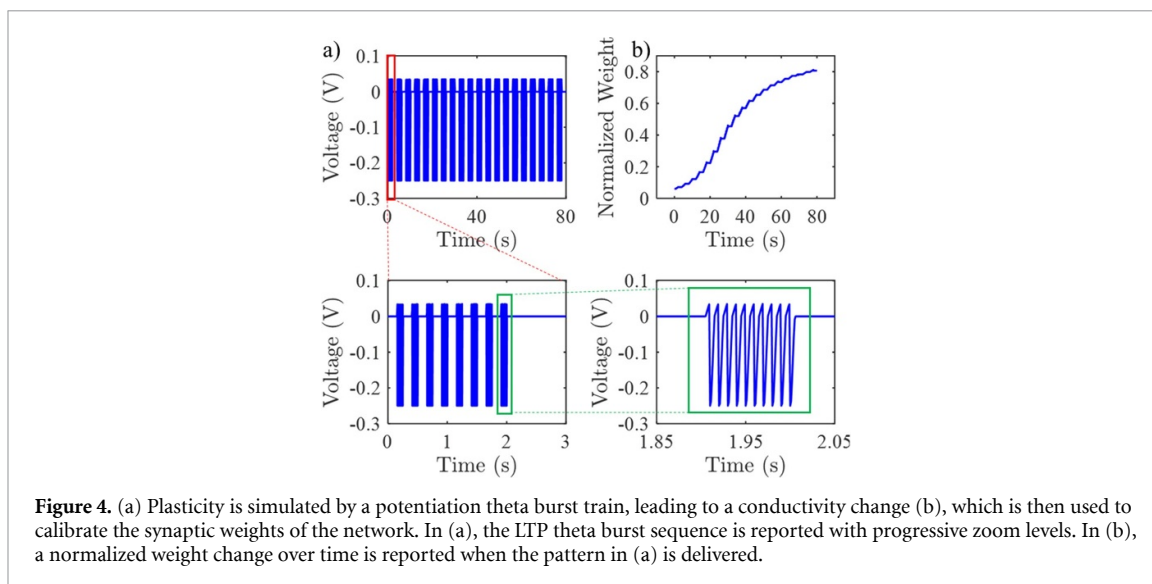 a)
b)
0.1
0
-0.1
-0.2
-0.3
Voltage (V)
0 40 80
Time (s)
0.8
0.6
0.4
0.2
0
Normalized Weight
0 20 40 60 80
Time (s)
0.1
0
-0.1
-0.2
-0.3
Voltage (V)
0 1 2 3
Time (s)
0.1
0
-0.1
-0.2
-0.3
Voltage (V)
1.85 1.95 2.05
Time (s)
Figure 4. (a) Plasticity is simulated by a potentiation theta burst train, leading to a conductivity change (b), which is then used to
calibrate the synaptic weights of the network. In (a), the LTP theta burst sequence is reported with progressive zoom levels. In (b),
a normalized weight change over time is reported when the pattern in (a) is delivered.